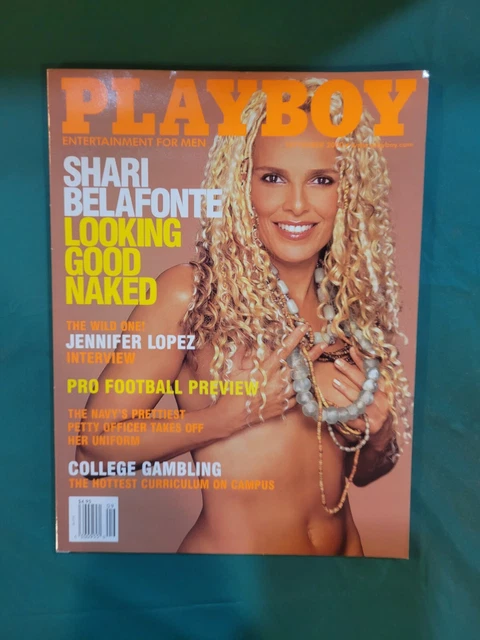 PLAYBOY
ENTERTAINMENT FOR MEN
SHARI
BELAFONTE
LOOKING
GOOD
NAKED
THE WILD ONE!
JENNIFER LOPEZ
INTERVIEW
PRO FOOTBALL PREVIEW
THE NAVY'S PRETTIEST
PETTY OFFICER TAKES OFF
HER UNIFORM
COLLEGE GAMBLING
THE HOTTEST CURRICULUM ON CAMPUS